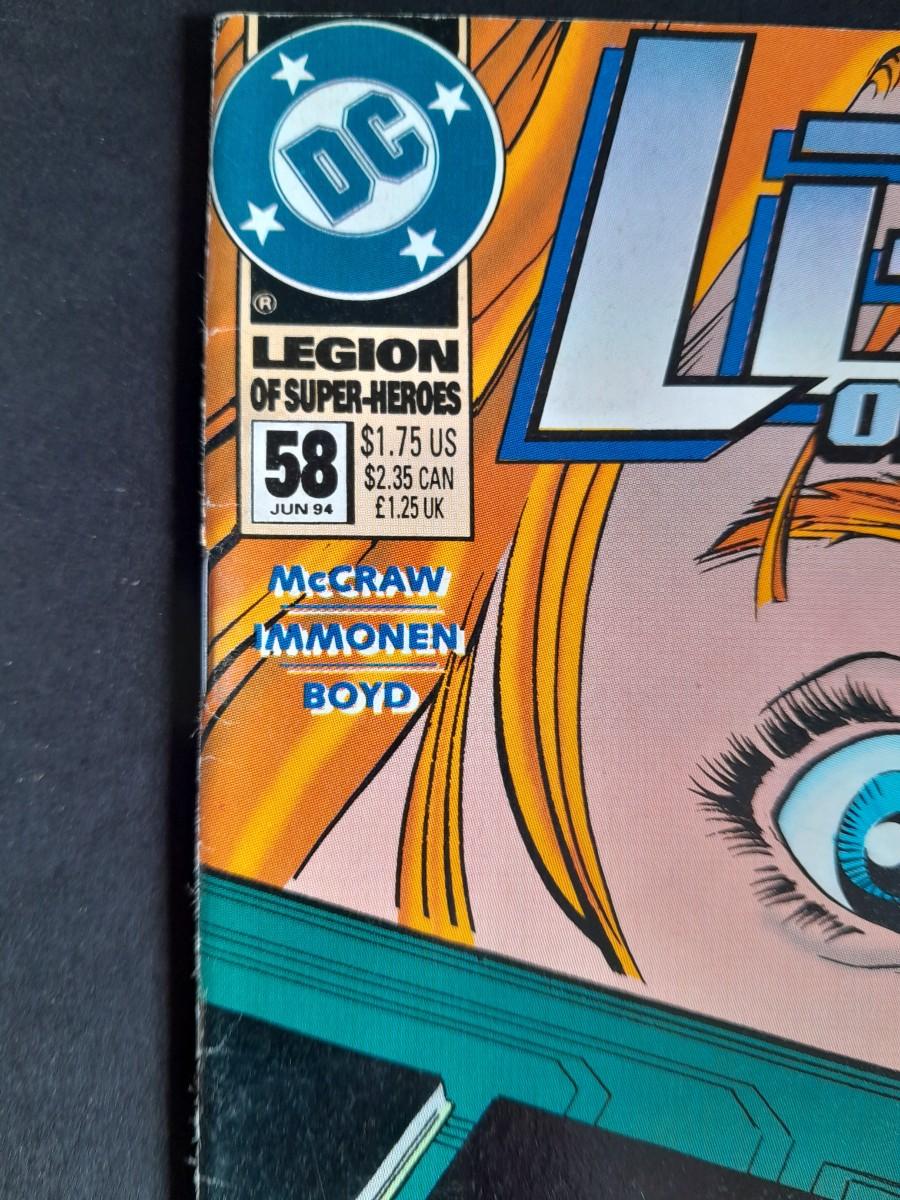 DC
®
LEGION
OF SUPER-HEROES
58
JUN 94
$1.75 US
$2.35 CAN
£1.25 UK
McCRAW
IMMONEN
BOYD
LE
O